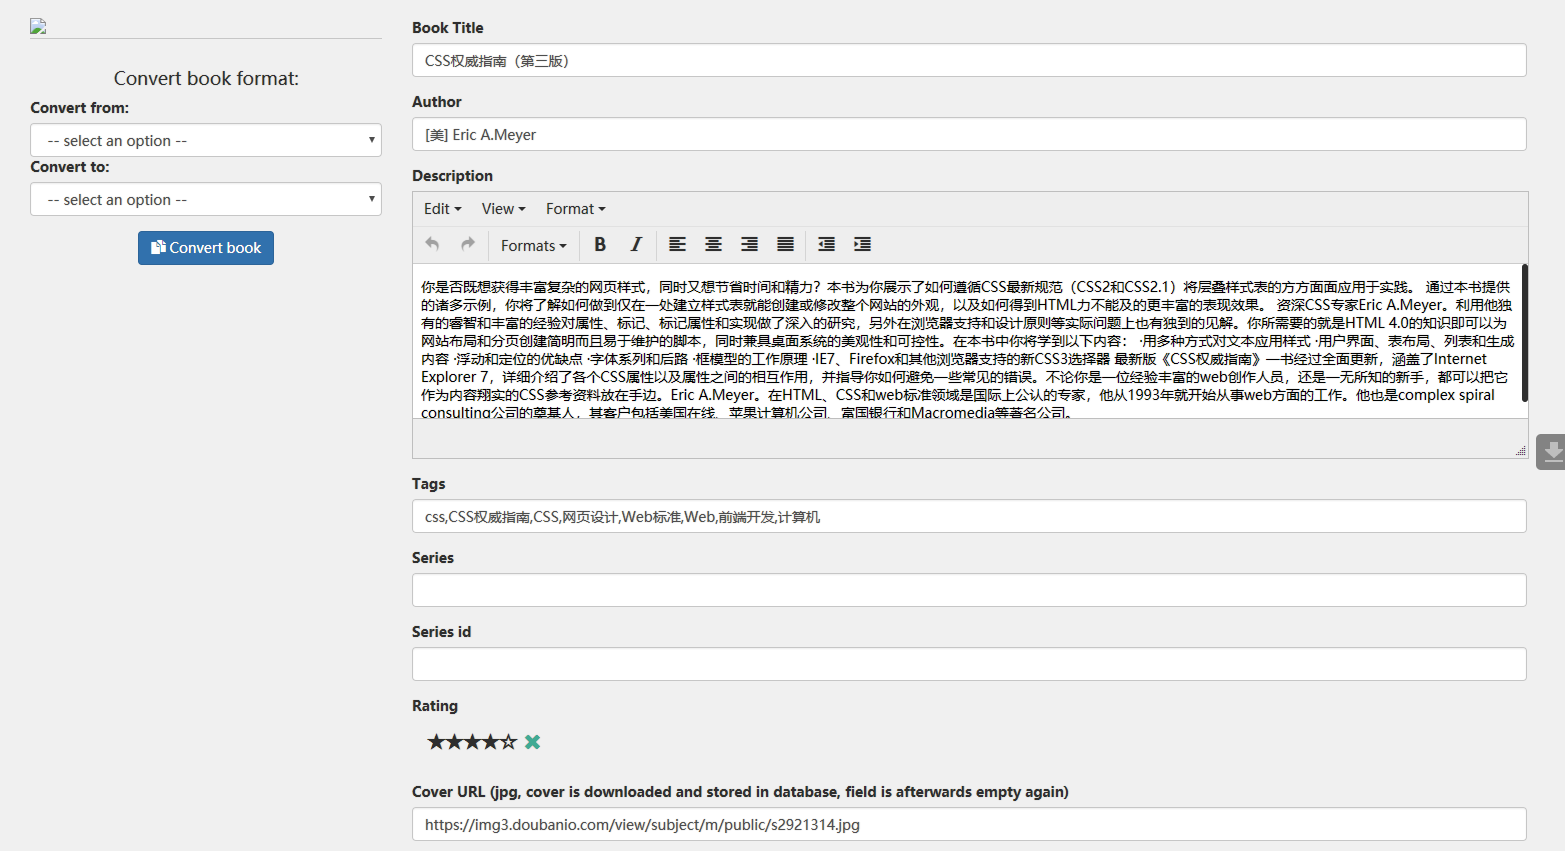 Convert book format:
Convert from:
-- select an option --
Convert to:
-- select an option --
Convert book
Book Title
CSS权威指南（第三版）
Author
[美] Eric A.Meyer
Description
Edit View Format
Formats B I
你是否既想获得丰富复杂的网页样式，同时又想节省时间和精力？本书为你展示了如何遵循CSS最新规范（CSS2和CSS2.1）将层叠样式表的方方面面应用于实践。 通过本书提供
的诸多示例，你将了解如何做到仅在一处建立样式表就能创建或修改整个网站的外观，以及如何得到HTML力不能及的更丰富的表现效果。 资深CSS专家Eric A.Meyer。利用他独
有的睿智和丰富的经验对属性、标记、标记属性和实现做了深入的研究，另外在浏览器支持和设计原则等实际问题上也有独到的见解。你所需要的就是HTML 4.0的知识即可以为
网站布局和分页创建简明而且易于维护的脚本，同时兼具桌面系统的美观性和可控性。在本书中你将学到以下内容： ·用多种方式对文本应用样式 ·用户界面、表布局、列表和生成
内容 ·浮动和定位的优缺点 ·字体系列和后路 ·框模型的工作原理 ·IE7、Firefox和其他浏览器支持的新CSS3选择器 最新版《CSS权威指南》一书经过全面更新，涵盖了Internet
Explorer 7，详细介绍了各个CSS属性以及属性之间的相互作用，并指导你如何避免一些常见的错误。不论你是一位经验丰富的web创作人员，还是一无所知的新手，都可以把它
作为内容翔实的CSS参考资料放在手边。Eric A.Meyer。在HTML、CSS和web标准领域是国际上公认的专家，他从1993年就开始从事web方面的工作。他也是complex spiral
consulting公司的奠基人，其客户包括美国在线、苹果计算机公司、富国银行和Macromedia等著名公司。
Tags
css,CSS权威指南,CSS,网页设计,Web标准,Web,前端开发,计算机
Series
Series id
Rating
Cover URL (jpg, cover is downloaded and stored in database, field is afterwards empty again)
https://img3.doubanio.com/view/subject/m/public/s2921314.jpg